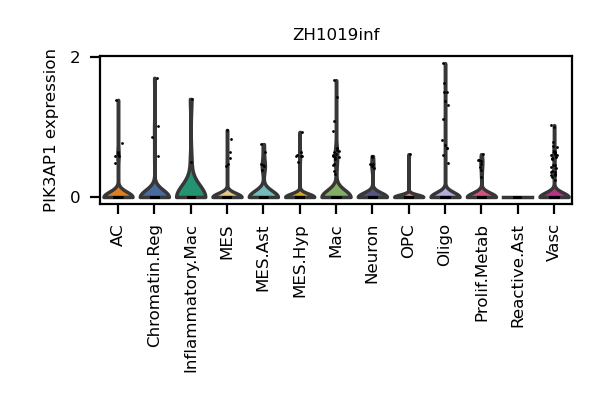 ZH1019inf
PIK3AP1 expression
2
0
AC
Chromatin.Reg
Inflammatory.Mac
MES
MES.Ast
MES.Hyp
Mac
Neuron
OPC
Oligo
Prolif.Metab
Reactive.Ast
Vasc